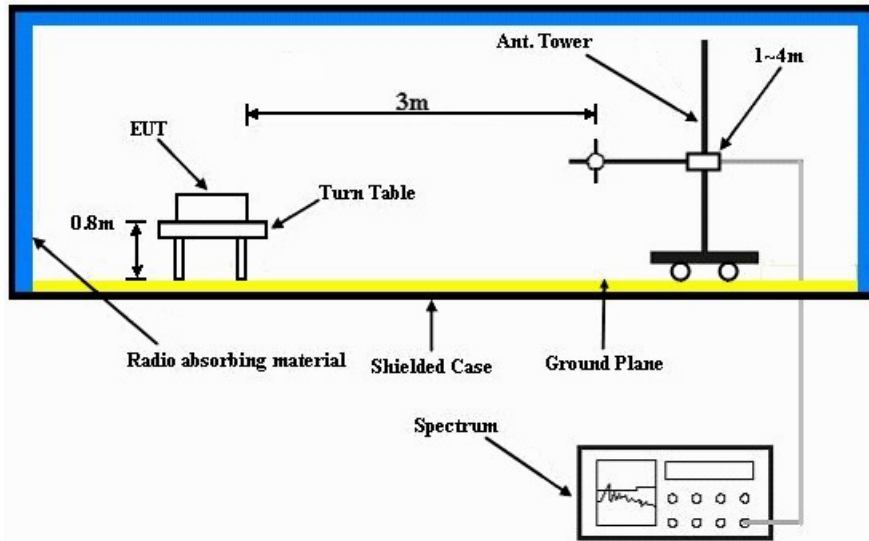 Ant. Tower
1~4m
3m
EUT
Turn Table
0.8m
Radio absorbing material
Shielded Case
Ground Plane
Spectrum